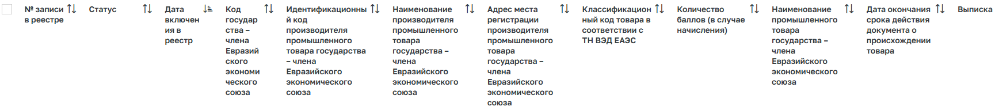 № записи
в реестре
Статус
Дата
включен
ия в
реестр
Код
государ
ства –
члена
Евразий
ского
экономи
ческого
союза
Идентификационны
й код
производителя
промышленного
товара государства
– члена
Евразийского
экономического
союза
Наименование
производителя
промышленного
товара
государства –
члена
Евразийского
экономического
союза
Адрес места
регистрации
производителя
промышленного
товара
государства –
члена
Евразийского
экономического
союза
Классификацион
ный код товара в
соответствии с
ТН ВЭД ЕАЭС
Количество
баллов (в случае
начисления)
Наименование
промышленного
товара
государства –
члена
Евразийского
экономического
союза
Дата окончания
срока действия
документа о
происхождении
товара
Выписка